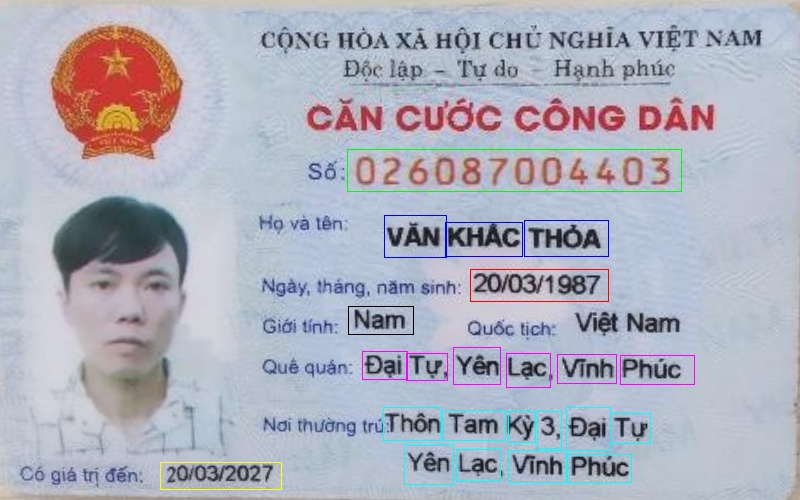 CỘNG HÒA XÃ HỘI CHỦ NGHĨA VIỆT NAM
Độc lập – Tự do – Hạnh phúc
CĂN CƯỚC CÔNG DÂN
Số: 026087004403
Họ và tên: VĂN KHẮC THỎA
Ngày, tháng, năm sinh: 20/03/1987
Giới tính: Nam Quốc tịch: Việt Nam
Quê quán: Đại Tự, Yên Lạc, Vĩnh Phúc
Nơi thường trú: Thôn Tam Kỳ 3, Đại Tự
Yên Lạc, Vĩnh Phúc
Có giá trị đến: 20/03/2027